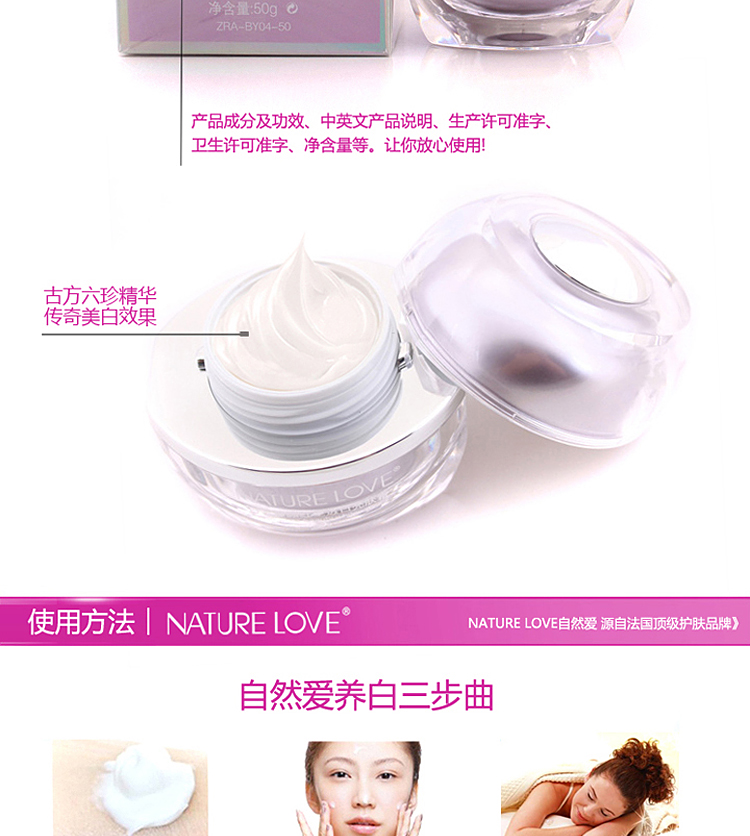 净含量:50g
ZRA-BY04-50
产品成分及功效、中英文产品说明、生产许可准字、
卫生许可准字、净含量等。让你放心使用!
古方六珍精华
传奇美白效果
NATURE LOVE®
使用方法 | NATURE LOVE®
NATURE LOVE自然爱 源自法国顶级护肤品牌》
自然爱养白三步曲